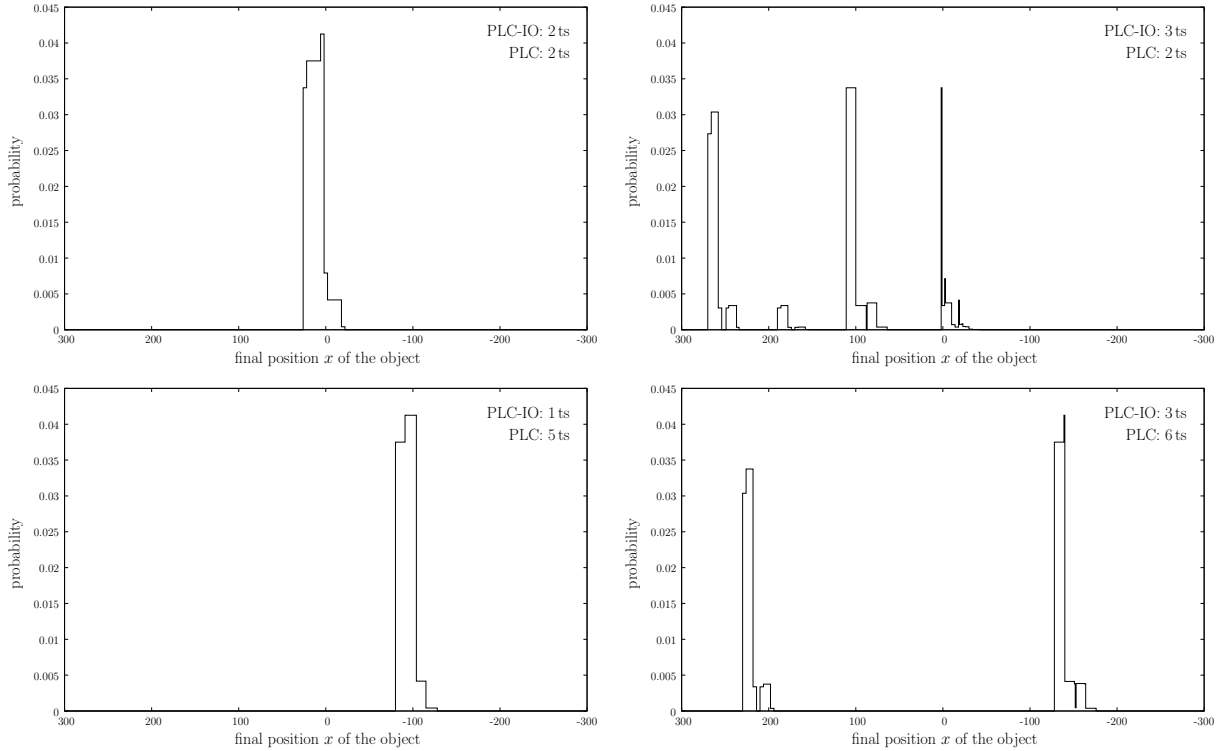 0.045
0.04
0.035
0.03
0.025
0.02
0.015
0.01
0.005
0
probability
300 200 100 0 -100 -200 -300
final position x of the object
PLC-IO: 2 ts
PLC: 2 ts
0.045
0.04
0.035
0.03
0.025
0.02
0.015
0.01
0.005
0
probability
300 200 100 0 -100 -200 -300
final position x of the object
PLC-IO: 3 ts
PLC: 2 ts
0.045
0.04
0.035
0.03
0.025
0.02
0.015
0.01
0.005
0
probability
300 200 100 0 -100 -200 -300
final position x of the object
PLC-IO: 1 ts
PLC: 5 ts
0.045
0.04
0.035
0.03
0.025
0.02
0.015
0.01
0.005
0
probability
300 200 100 0 -100 -200 -300
final position x of the object
PLC-IO: 3 ts
PLC: 6 ts